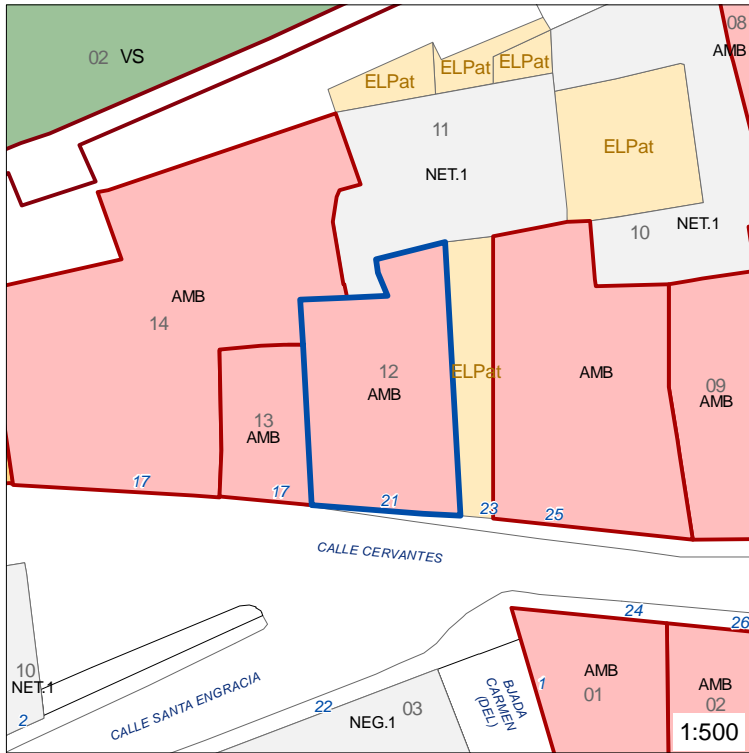 08
02 VS
AMB
ELPat
ELPat
ELPat
11
ELPat
NET.1
10
NET.1
AMB
14
12
AMB
ELPat
AMB
09
AMB
13
AMB
17
17
21
23
25
CALLE CERVANTES
24
26
10
NET.1
2
CALLE SANTA ENGRACIA
22
NEG.1
03
BJADA
CARMEN
(DEL)
1
AMB
01
AMB
02
1:500